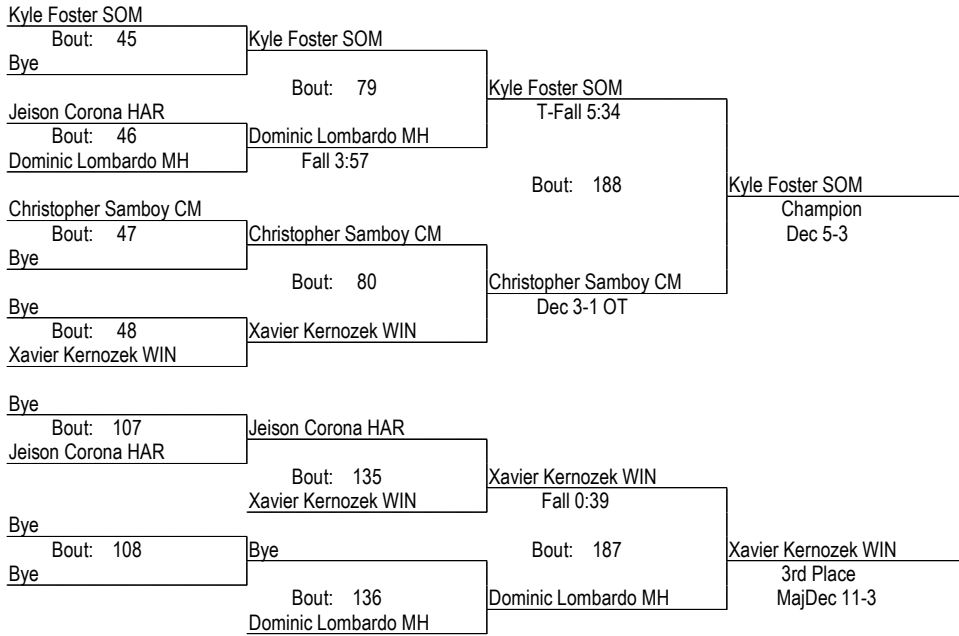 Kyle Foster SOM
Bout: 45
Kyle Foster SOM
Bye
Bout: 79
Kyle Foster SOM
Jeison Corona HAR
T-Fall 5:34
Bout: 46
Dominic Lombardo MH
Dominic Lombardo MH
Fall 3:57
Bout: 188
Kyle Foster SOM
Christopher Samboy CM
Champion
Bout: 47
Christopher Samboy CM
Dec 5-3
Bye
Bout: 80
Christopher Samboy CM
Bye
Dec 3-1 OT
Bout: 48
Xavier Kernozek WIN
Xavier Kernozek WIN
Bye
Bout: 107
Jeison Corona HAR
Jeison Corona HAR
Bout: 135
Xavier Kernozek WIN
Xavier Kernozek WIN
Fall 0:39
Bye
Bout: 108
Bye
Bout: 187
Xavier Kernozek WIN
Bye
3rd Place
Bout: 136
Dominic Lombardo MH
MajDec 11-3
Dominic Lombardo MH